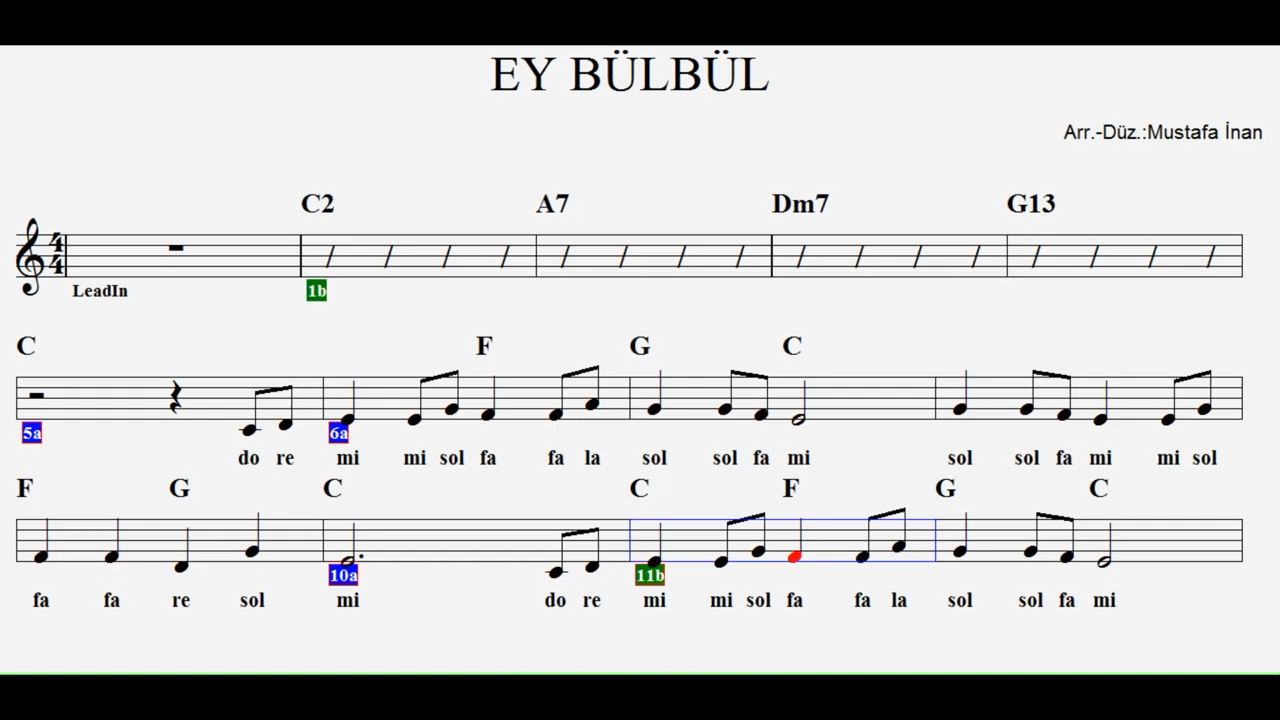 EY BÜLBÜL
Arr.-Düz.:Mustafa İnan
C2 A7 Dm7 G13
4 4
LeadIn 1b
C F G C
5a 6a
do re mi mi sol fa fa la sol sol fa mi sol sol fa mi mi sol
F G C C F G C
10a 11b
fa fa re sol mi do re mi mi sol fa fa la sol sol fa mi